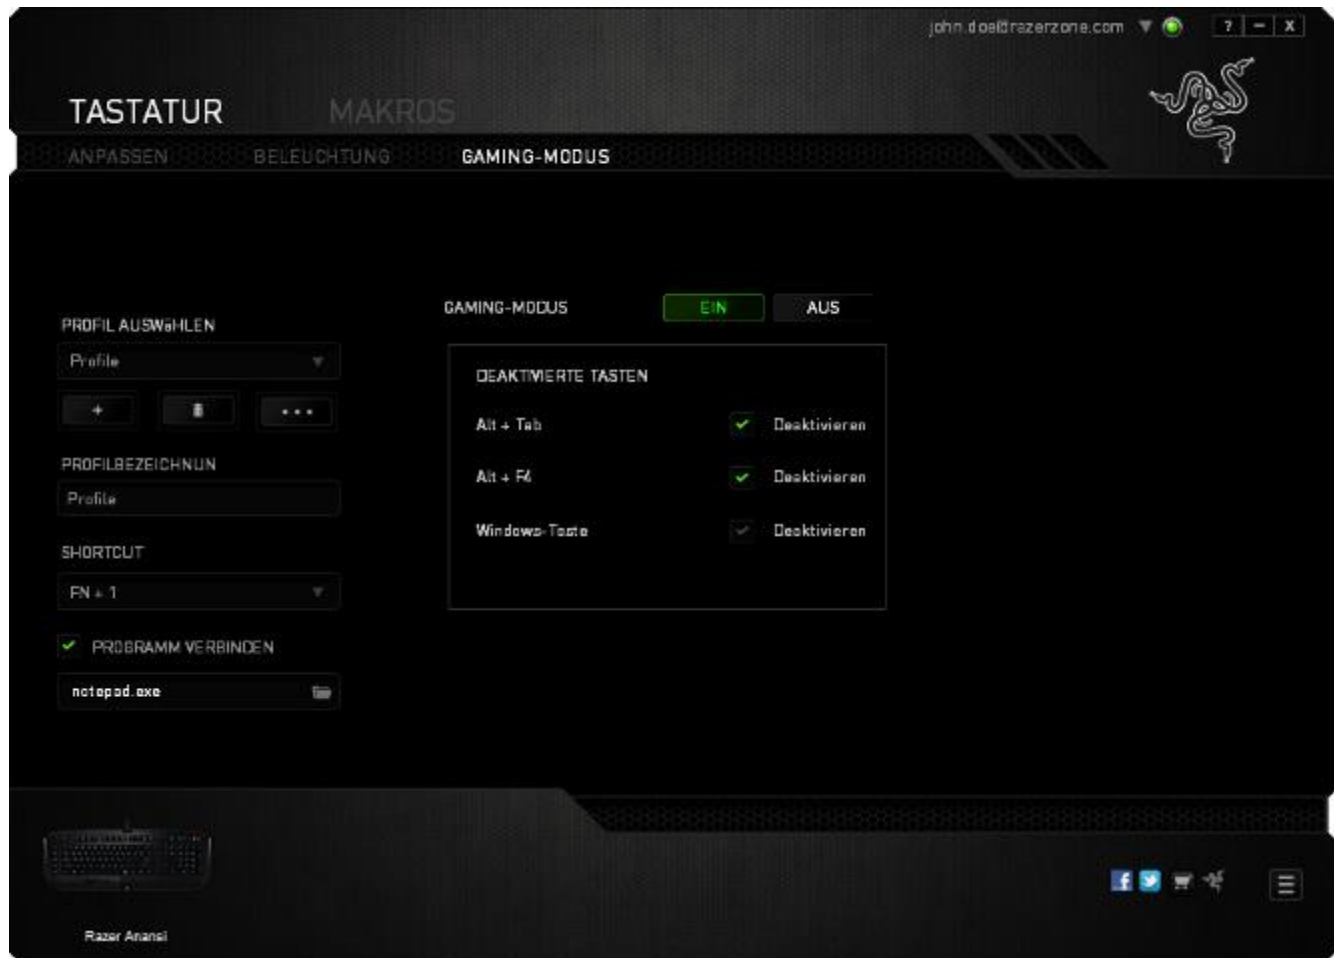 john.doe@razerzone.com
? – X
TASTATUR MAKROS
ANPASSEN BELEUCHTUNG GAMING-MODUS
GAMING-MODUS EIN AUS
PROFIL AUSWäHLEN
Profile
DEAKTIVIERTE TASTEN
+ •••
Alt + Tab Deaktivieren
PROFILBEZEICHNUN
Alt + F4 Deaktivieren
Profile
Windows-Taste Deaktivieren
SHORTCUT
FN + 1
PROGRAMM VERBINDEN
notepad.exe
Razer Anansi